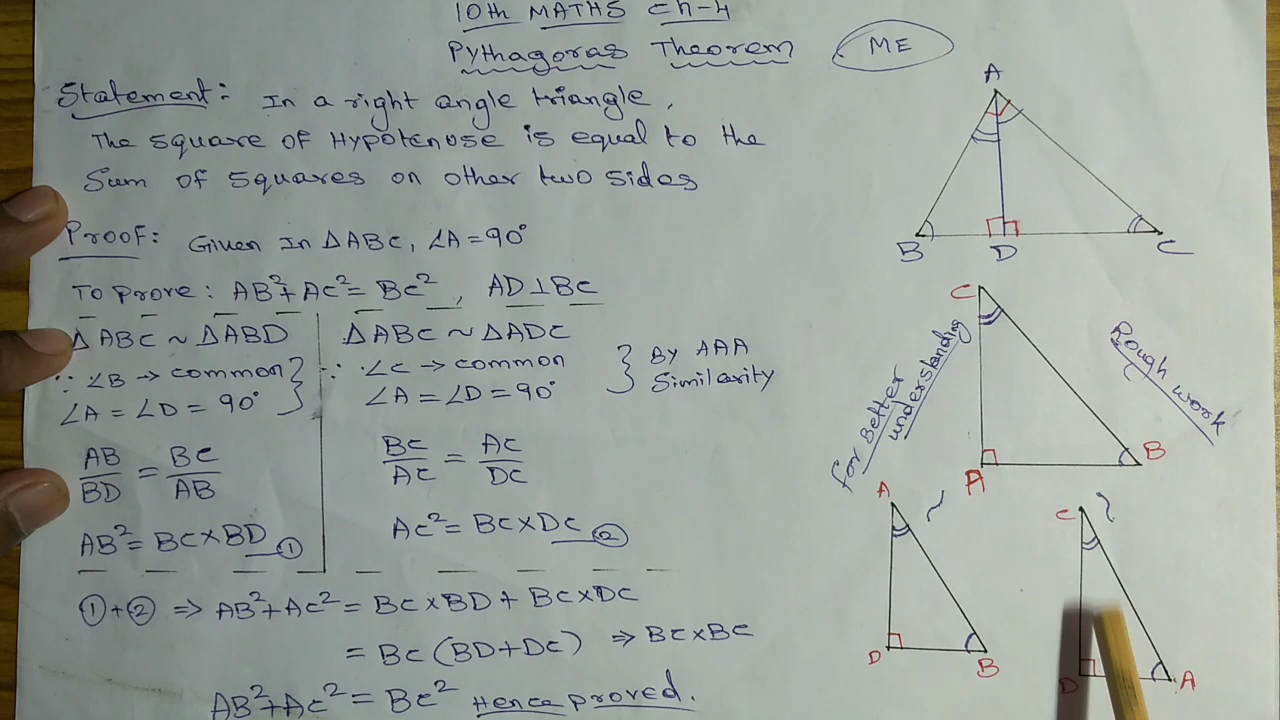 10th MATHS Ch-4
Pythagoras Theorem
ME
Statement: In a right angle triangle,
The square of Hypotenuse is equal to the
Sum of squares on other two sides
Proof: Given In ΔABC, ∠A = 90°
To prove: AB²+AC² = BC², AD⊥BC
ΔABC ~ ΔABD
∵ ∠B → common
∠A = ∠D = 90°
AB/BD = BC/AB
AB² = BC×BD ①
ΔABC ~ ΔADC
∵ ∠C → common
∠A = ∠D = 90°
By AAA
Similarity
BC/AC = AC/DC
AC² = BC×DC ②
①+② ⇒ AB²+AC² = BC×BD + BC×DC
= BC(BD+DC) ⇒ BC×BC
AB²+AC² = BC² Hence proved.
A
B
D
C
C
A
B
For better
understanding
Rough work
A
~
D
B
C
~
D
A